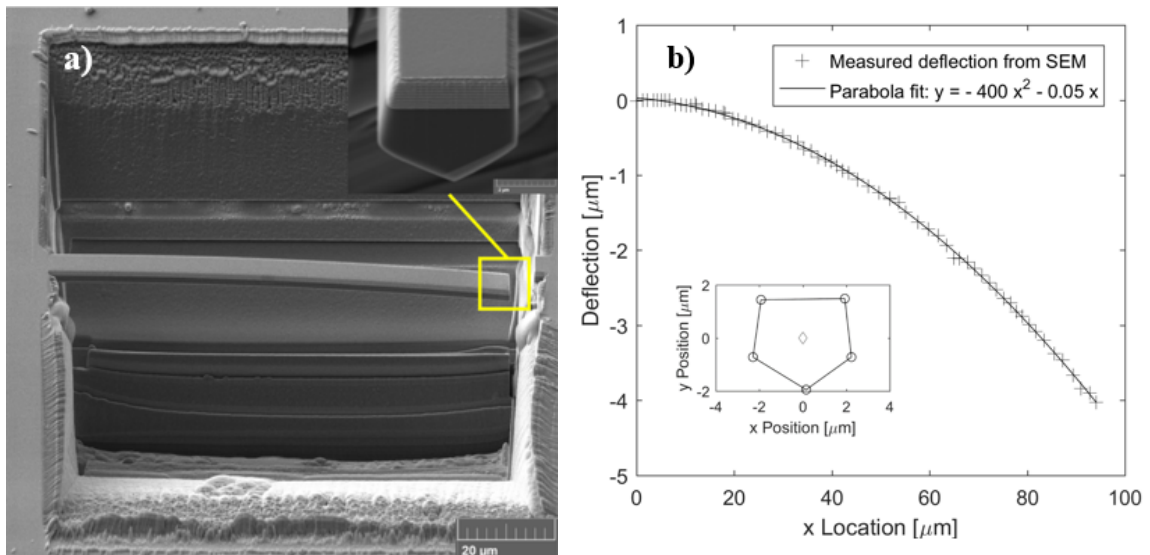 a)
20 um
b)
Measured deflection from SEM
Parabola fit: y = - 400 x² - 0.05 x
1
0
-1
-2
-3
-4
-5
Deflection [μm]
0 20 40 60 80 100
x Location [μm]
2
0
-2
y Position [μm]
-4 -2 0 2 4
x Position [μm]